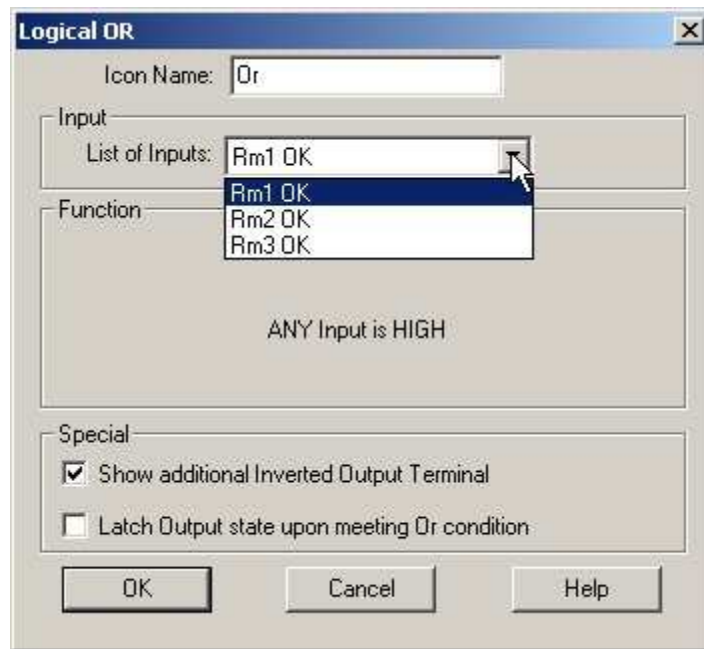 Logical OR
Icon Name: Or
Input
List of Inputs: Rm1 OK
Rm1 OK
Rm2 OK
Rm3 OK
Function
ANY Input is HIGH
Special
Show additional Inverted Output Terminal
Latch Output state upon meeting Or condition
OK Cancel Help